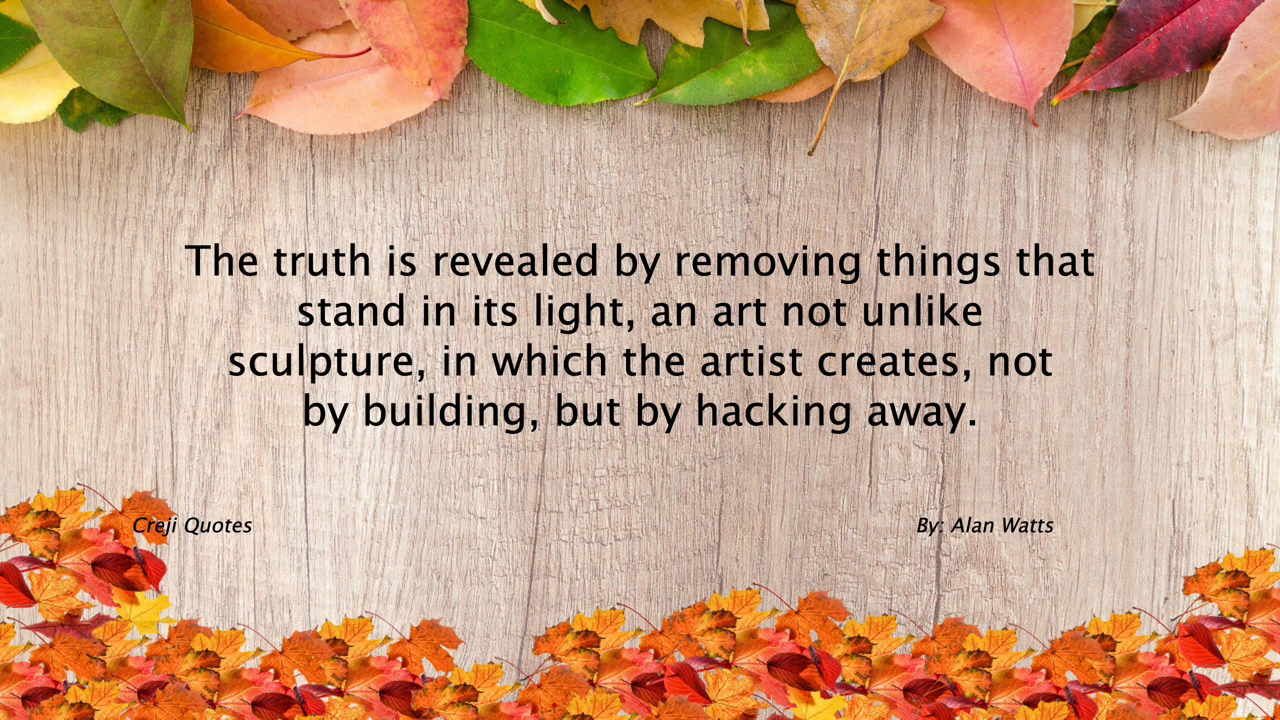 The truth is revealed by removing things that
stand in its light, an art not unlike
sculpture, in which the artist creates, not
by building, but by hacking away.
Creji Quotes
By: Alan Watts